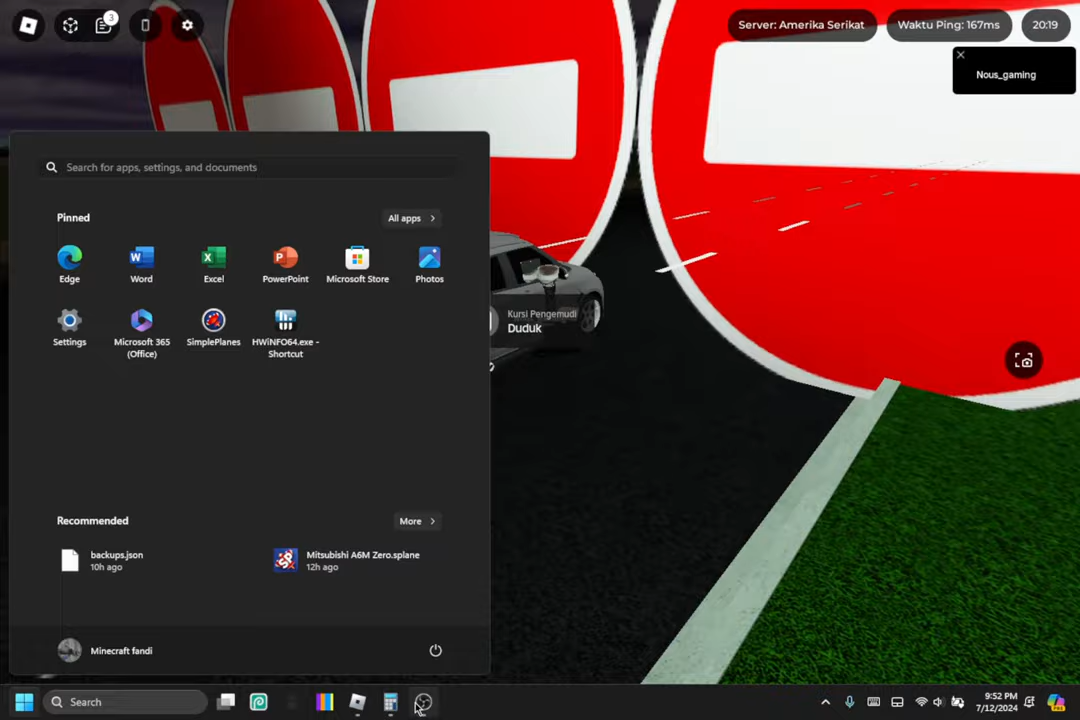 3
Server: Amerika Serikat
Waktu Ping: 167ms
20:19
Nous_gaming
Search for apps, settings, and documents
Pinned
All apps
Edge
Word
Excel
PowerPoint
Microsoft Store
Photos
Settings
Microsoft 365
(Office)
SimplePlanes
HWiNFO64.exe -
Shortcut
Kursi Pengemudi
Duduk
Recommended
More
backups.json
10h ago
Mitsubishi A6M Zero.splane
12h ago
Minecraft fandi
Search
9:52 PM
7/12/2024